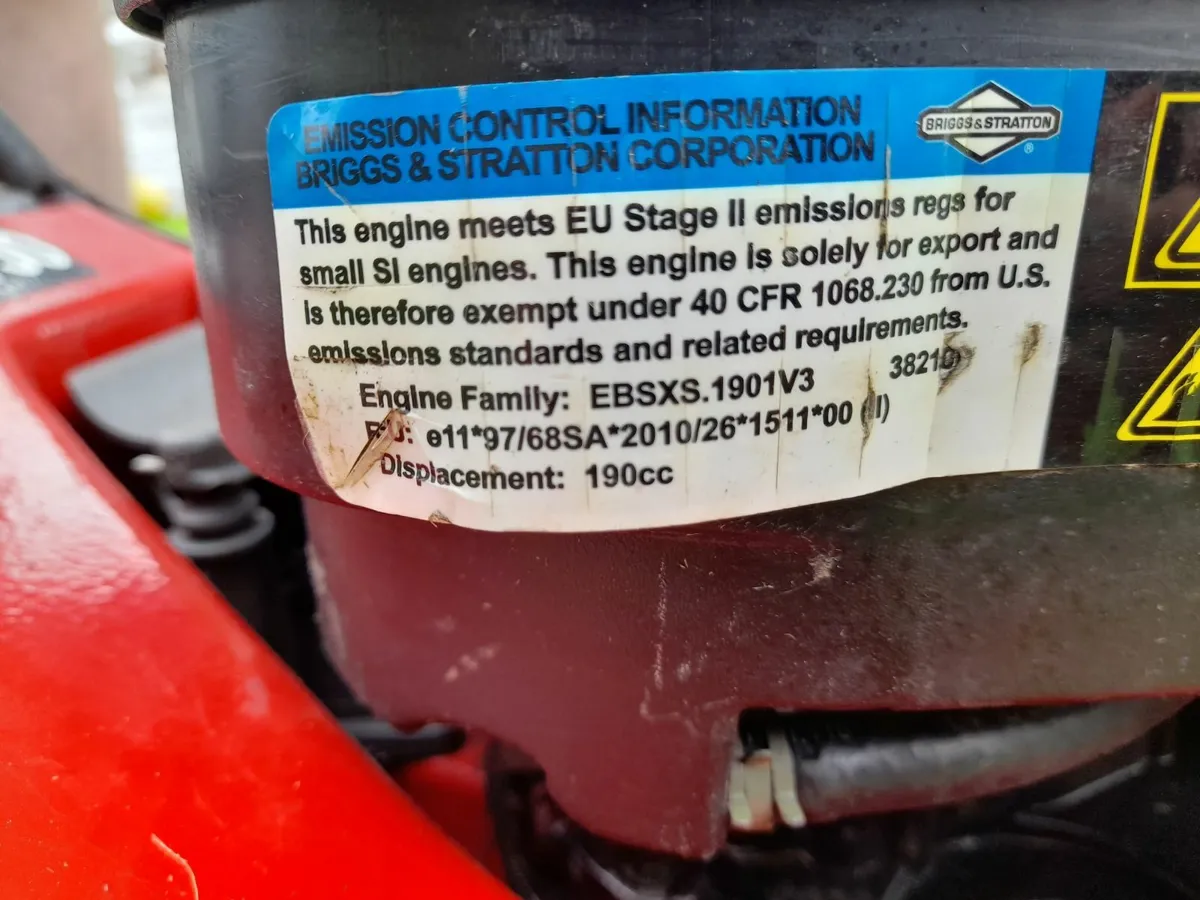 EMISSION CONTROL INFORMATION
BRIGGS & STRATTON CORPORATION
BRIGGS & STRATTON
®
This engine meets EU Stage II emissions regs for
small SI engines. This engine is solely for export and
is therefore exempt under 40 CFR 1068.230 from U.S.
emissions standards and related requirements.
38210
Engine Family: EBSXS.1901V3
e11*97/68SA*2010/26*1511*00
Displacement: 190cc